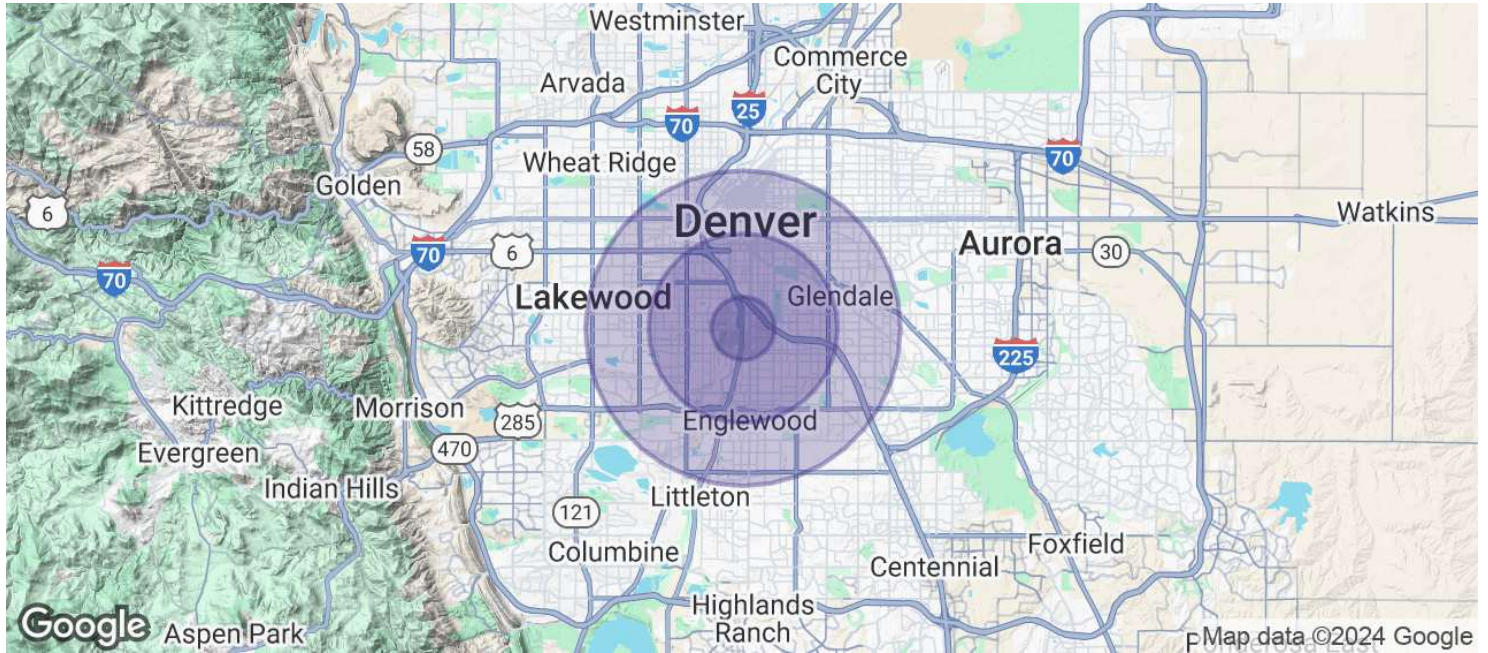 Westminster
Commerce
City
Arvada
25
70
58
Wheat Ridge
70
Golden
6
Denver
Watkins
Aurora
30
6
70
70
Lakewood
Glendale
225
Kittredge
Morrison
285
Englewood
Evergreen
470
Indian Hills
Littleton
121
Columbine
Foxfield
Centennial
Highlands
Ranch
Google
Aspen Park
Map data ©2024 Google